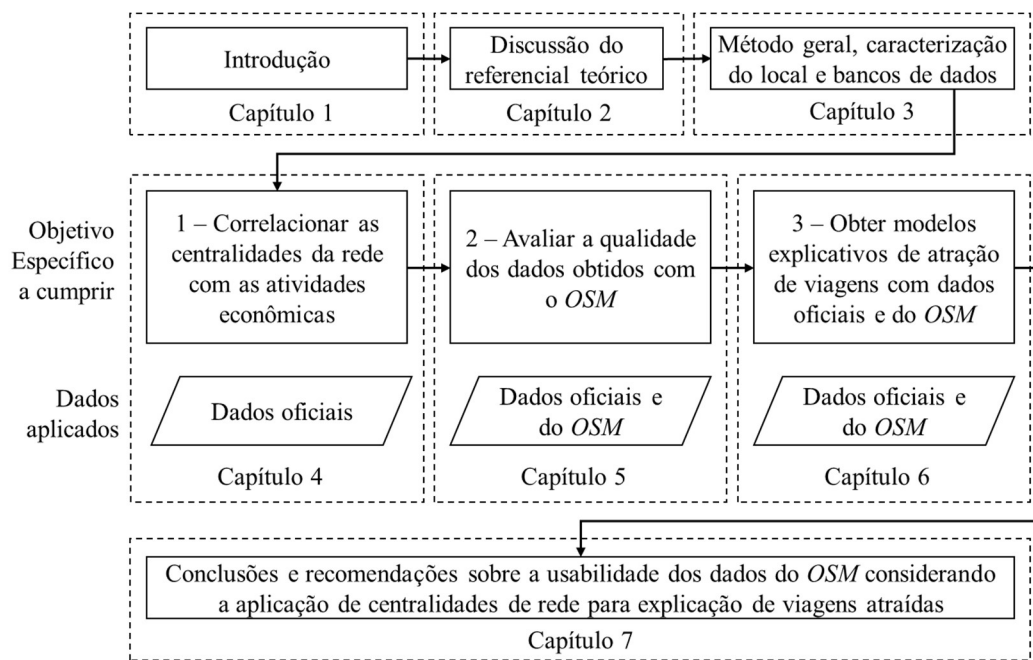 Introdução
Capítulo 1
Discussão do
referencial teórico
Capítulo 2
Método geral, caracterização
do local e bancos de dados
Capítulo 3
Objetivo
Específico
a cumprir
1 – Correlacionar as
centralidades da rede
com as atividades
econômicas
2 – Avaliar a qualidade
dos dados obtidos com
o OSM
3 – Obter modelos
explicativos de atração
de viagens com dados
oficiais e do OSM
Dados
aplicados
Dados oficiais
Capítulo 4
Dados oficiais e
do OSM
Capítulo 5
Dados oficiais e
do OSM
Capítulo 6
Conclusões e recomendações sobre a usabilidade dos dados do OSM considerando
a aplicação de centralidades de rede para explicação de viagens atraídas
Capítulo 7